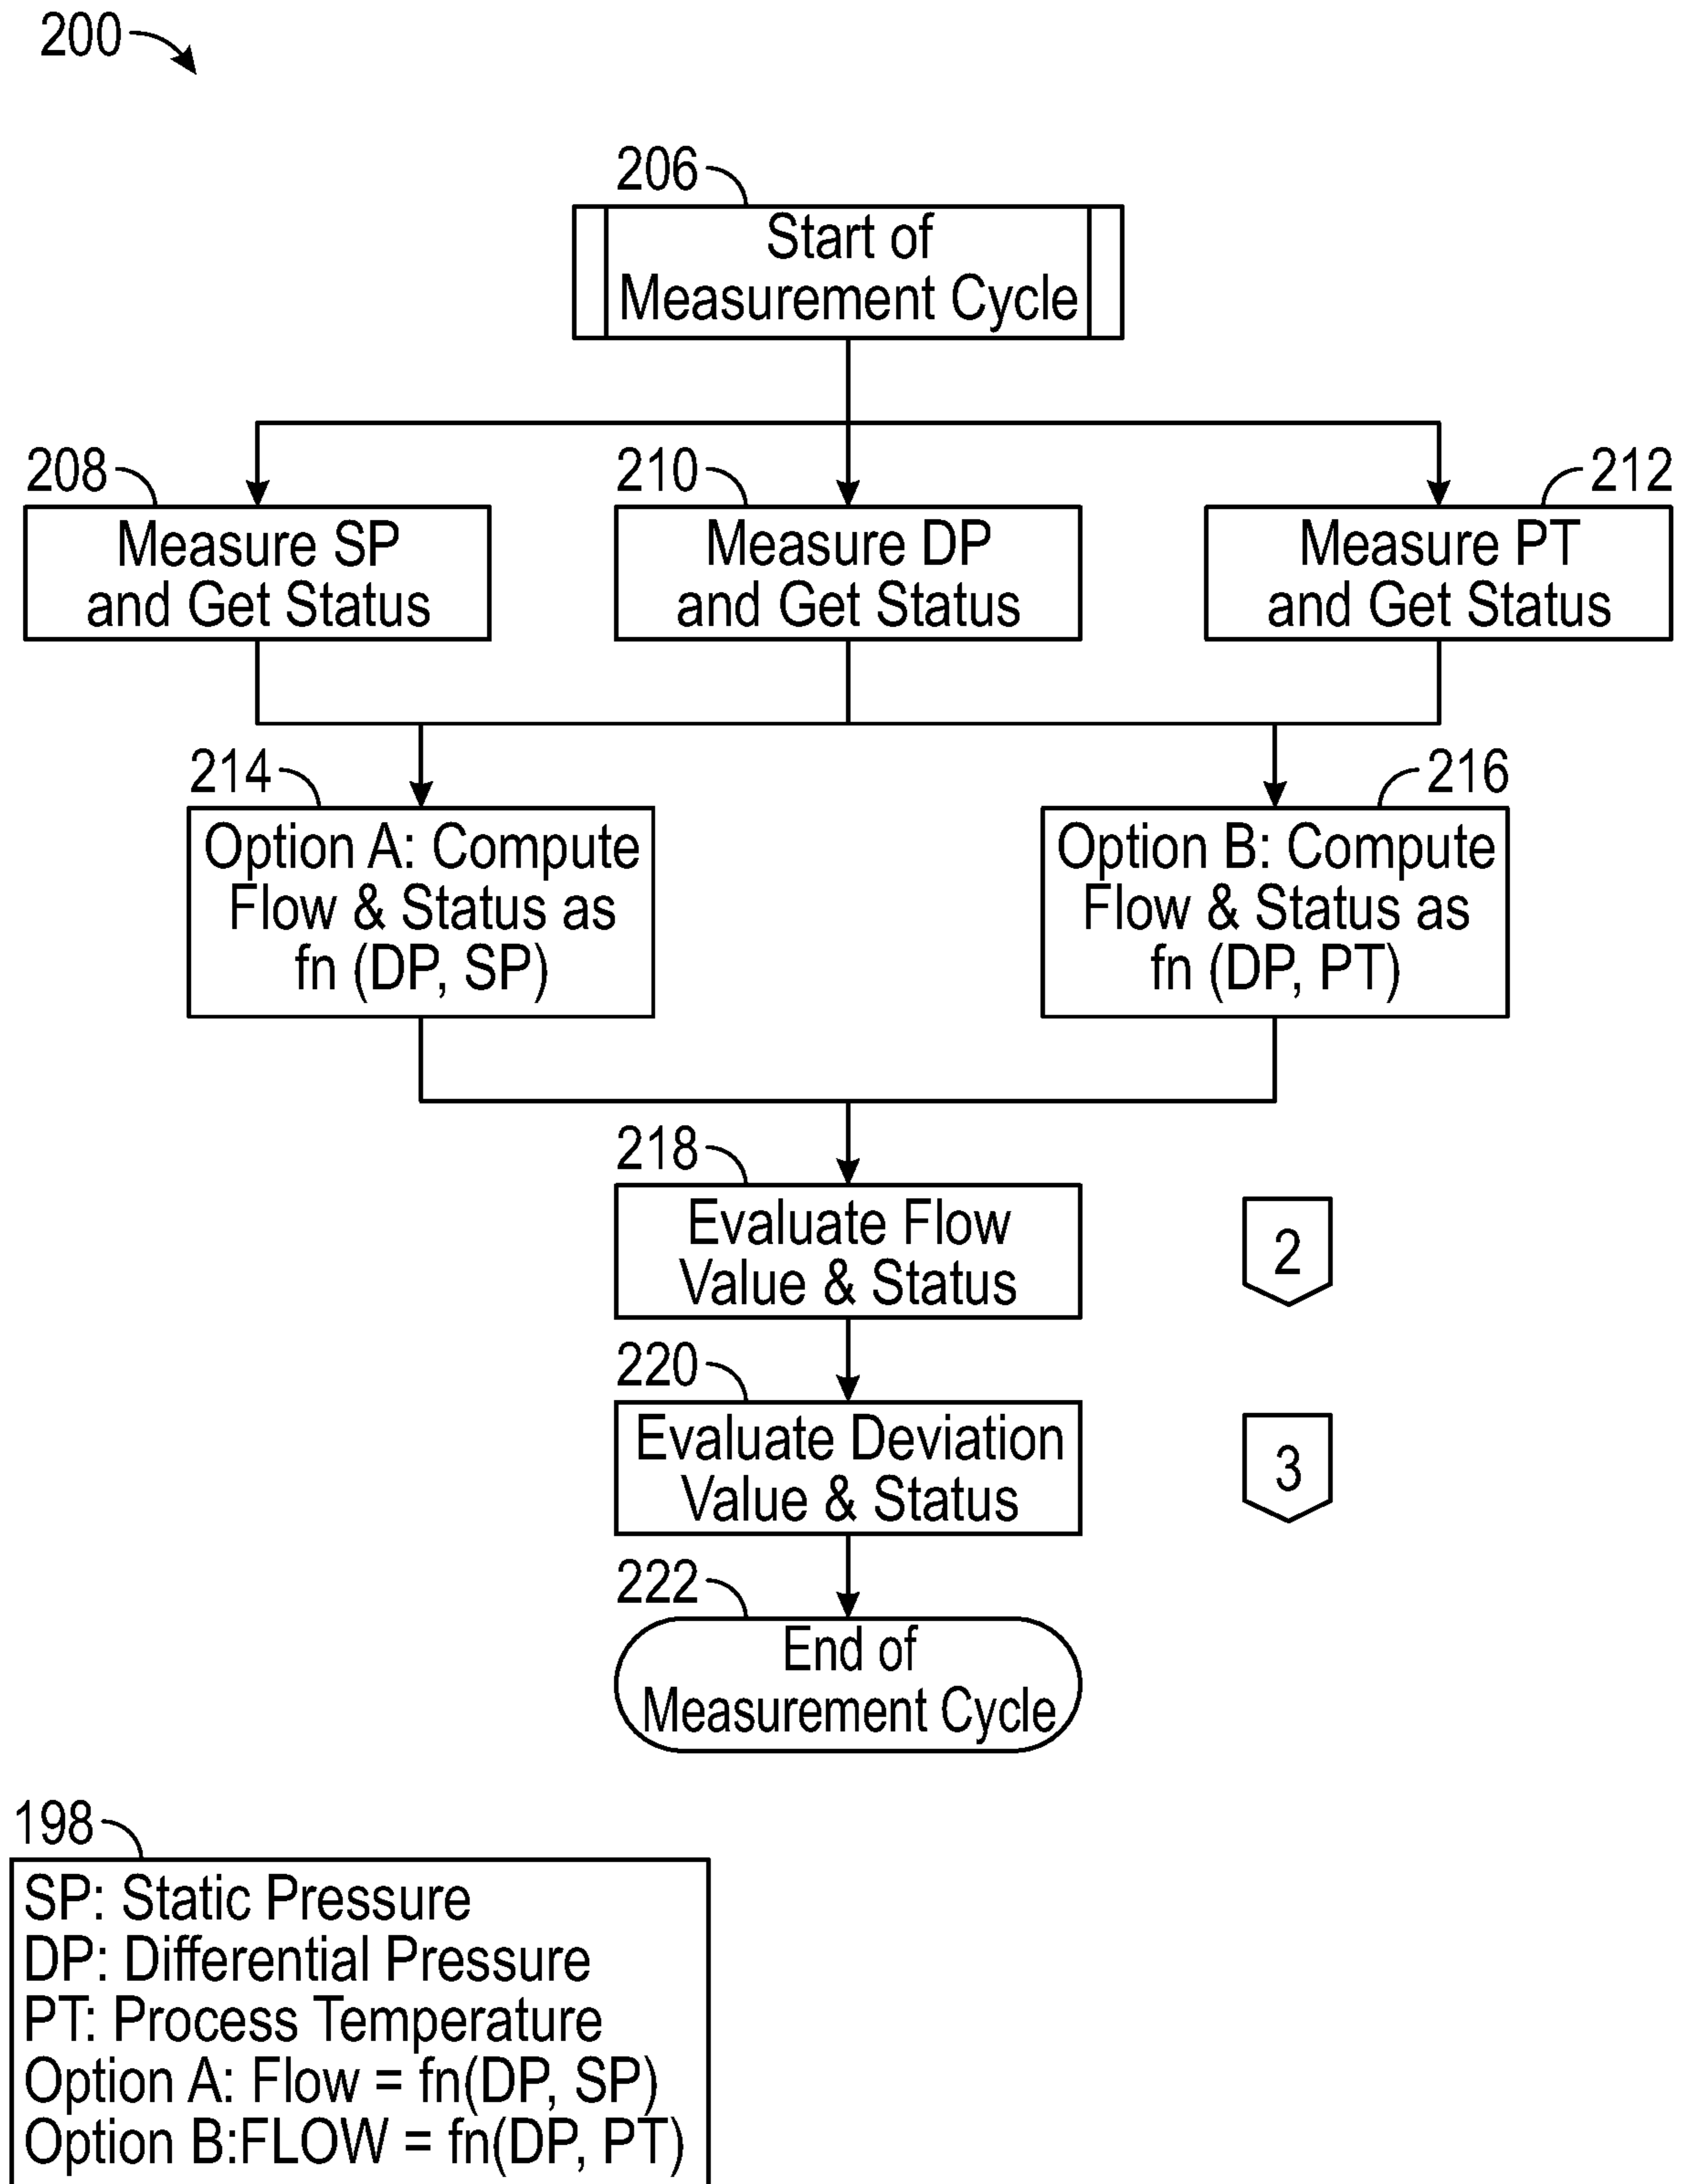 200
206
Start of
Measurement Cycle
208
210
212
Measure SP
and Get Status
Measure DP
and Get Status
Measure PT
and Get Status
214
216
Option A: Compute
Flow & Status as
fn (DP, SP)
Option B: Compute
Flow & Status as
fn (DP, PT)
218
Evaluate Flow
Value & Status
2
220
Evaluate Deviation
Value & Status
3
222
End of
Measurement Cycle
198
SP: Static Pressure
DP: Differential Pressure
PT: Process Temperature
Option A: Flow = fn(DP, SP)
Option B:FLOW = fn(DP, PT)